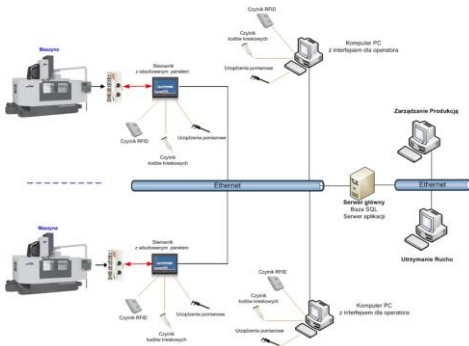 Maszyna
Sterownik
z wbudowanym panelem
Czytnik RFID
Czytnik
kodów kreskowych
Urządzenia pomiarowe
Czytnik RFID
Czytnik
kodów kreskowych
Urządzenia pomiarowe
Komputer PC
z interfejsem dla operatora
Zarządzanie Produkcją
Ethernet
Serwer główny
Baza SQL
Serwer aplikacji
Ethernet
Utrzymanie Ruchu
Maszyna
Sterownik
z wbudowanym panelem
Czytnik RFID
Czytnik
kodów kreskowych
Urządzenia pomiarowe
Czytnik RFID
Czytnik
kodów kreskowych
Urządzenia pomiarowe
Komputer PC
z interfejsem dla operatora